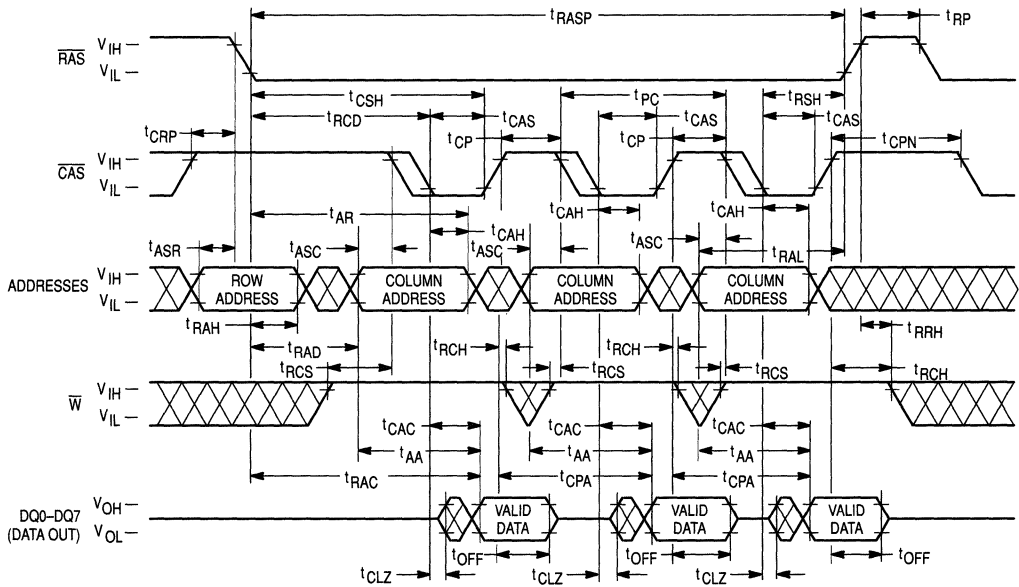 tRASP
tRP
RAS
VIH
VIL
tCSH
tPC
tRSH
tRCD
tCAS
tCAS
tCRP
tCP
tCP
tCPN
CAS
VIH
VIL
tAR
tCAH
tCAH
tCAH
tASR
tASC
tASC
tASC
tRAL
ADDRESSES
VIH
VIL
ROW ADDRESS
COLUMN ADDRESS
COLUMN ADDRESS
COLUMN ADDRESS
tRAH
tRRH
tRAD
tRCH
tRCH
tRCS
tRCS
tRCS
tRCH
W
VIH
VIL
tCAC
tCAC
tCAC
tAA
tAA
tAA
tRAC
tCPA
tCPA
DQ0–DQ7
(DATA OUT)
VOH
VOL
VALID DATA
VALID DATA
VALID DATA
tOFF
tOFF
tOFF
tCLZ
tCLZ
tCLZ